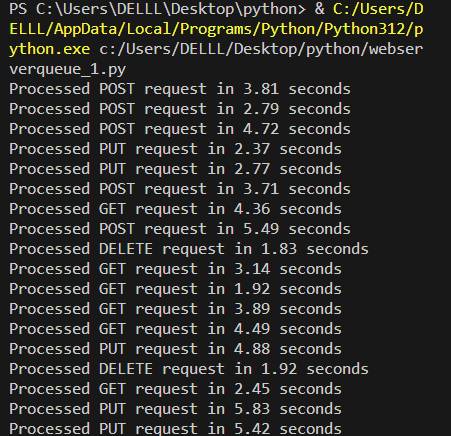 PS C:\Users\DELLL\Desktop\python> & C:/Users/D
ELLL/AppData/Local/Programs/Python/Python312/p
ython.exe c:/Users/DELLL/Desktop/python/webser
verqueue_1.py
Processed POST request in 3.81 seconds
Processed POST request in 2.79 seconds
Processed POST request in 4.72 seconds
Processed PUT request in 2.37 seconds
Processed PUT request in 2.77 seconds
Processed POST request in 3.71 seconds
Processed GET request in 4.36 seconds
Processed POST request in 5.49 seconds
Processed DELETE request in 1.83 seconds
Processed GET request in 3.14 seconds
Processed GET request in 1.92 seconds
Processed GET request in 3.89 seconds
Processed GET request in 4.49 seconds
Processed PUT request in 4.88 seconds
Processed DELETE request in 1.92 seconds
Processed GET request in 2.45 seconds
Processed PUT request in 5.83 seconds
Processed PUT request in 5.42 seconds